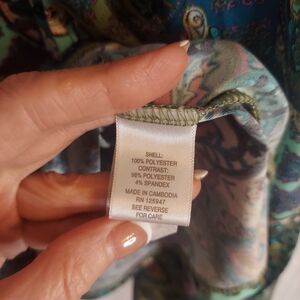 SHELL:
100% POLYESTER
CONTRAST:
96% POLYESTER
4% SPANDEX
MADE IN CAMBODIA
RN 125947
SEE REVERSE
FOR CARE